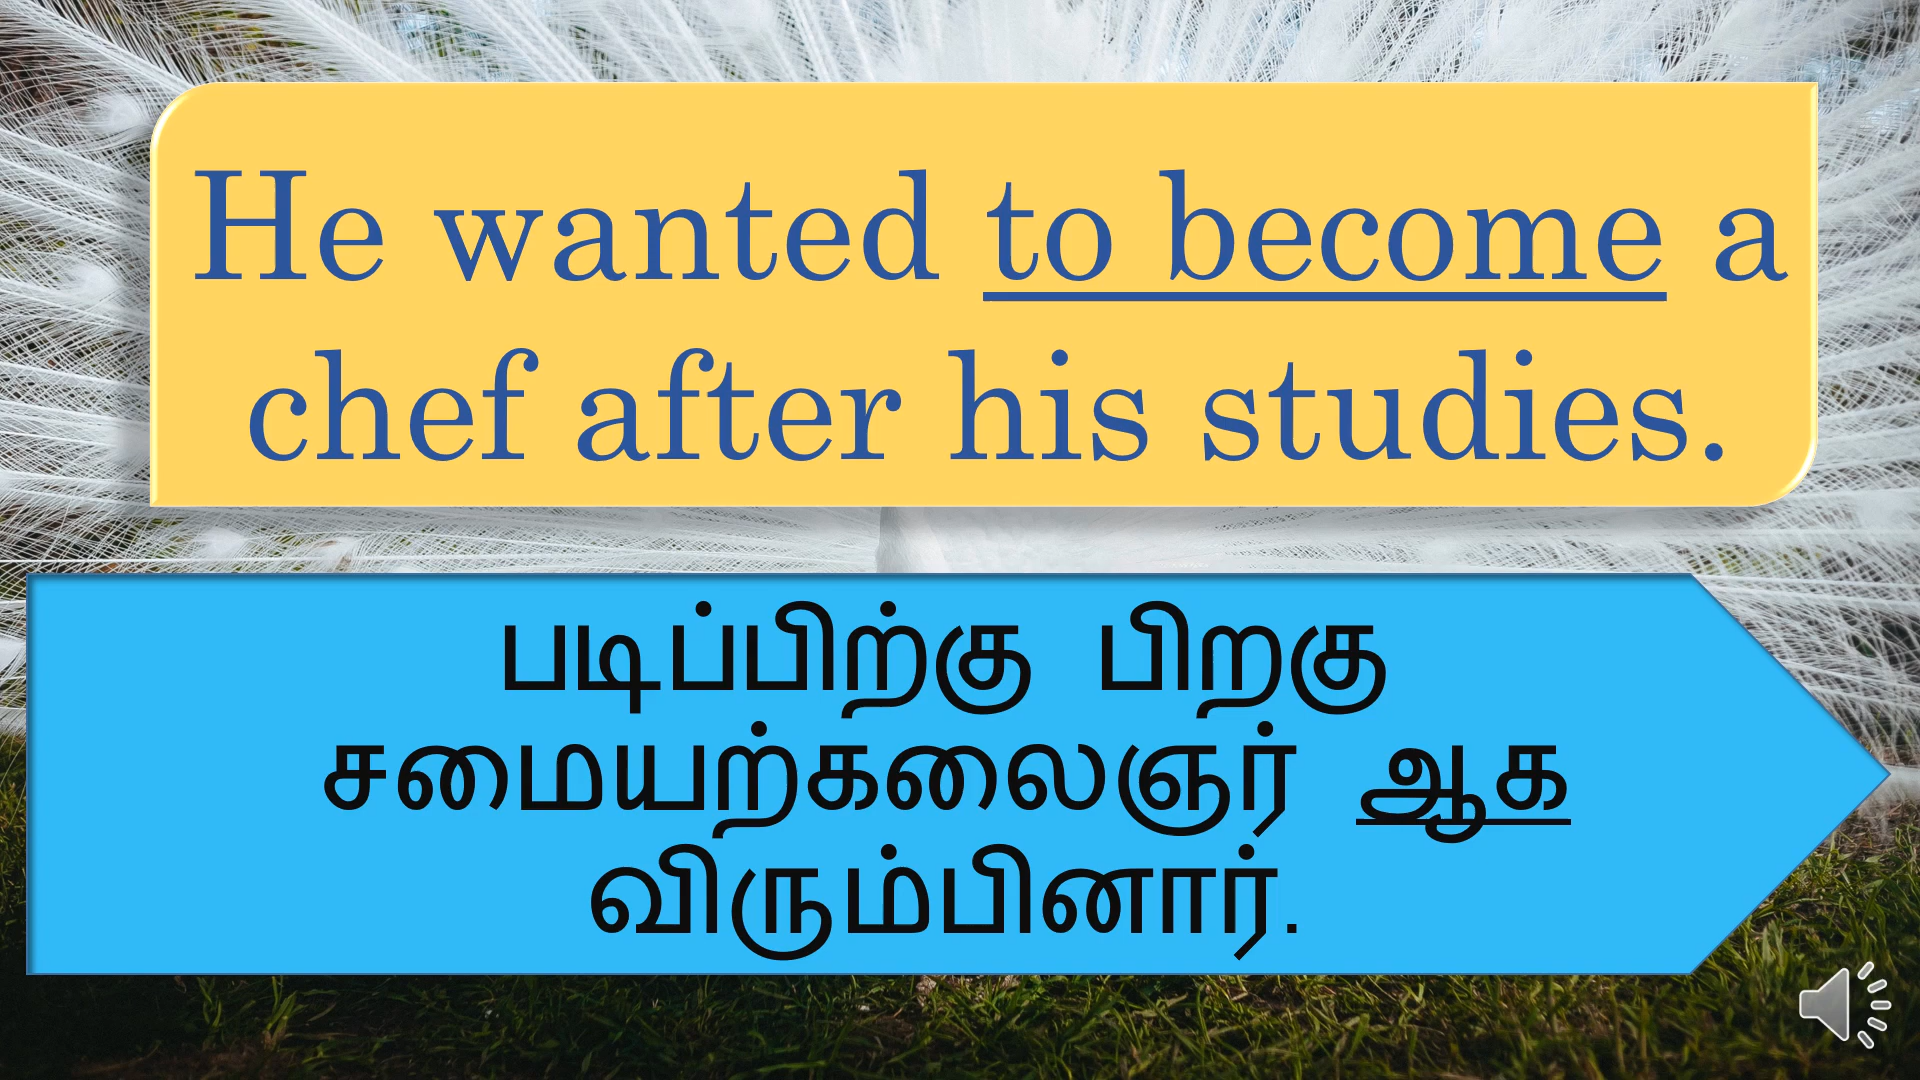 He wanted to become a
chef after his studies.
படிப்பிற்கு பிறகு
சமையற்கலைஞர் ஆக
விரும்பினார்.